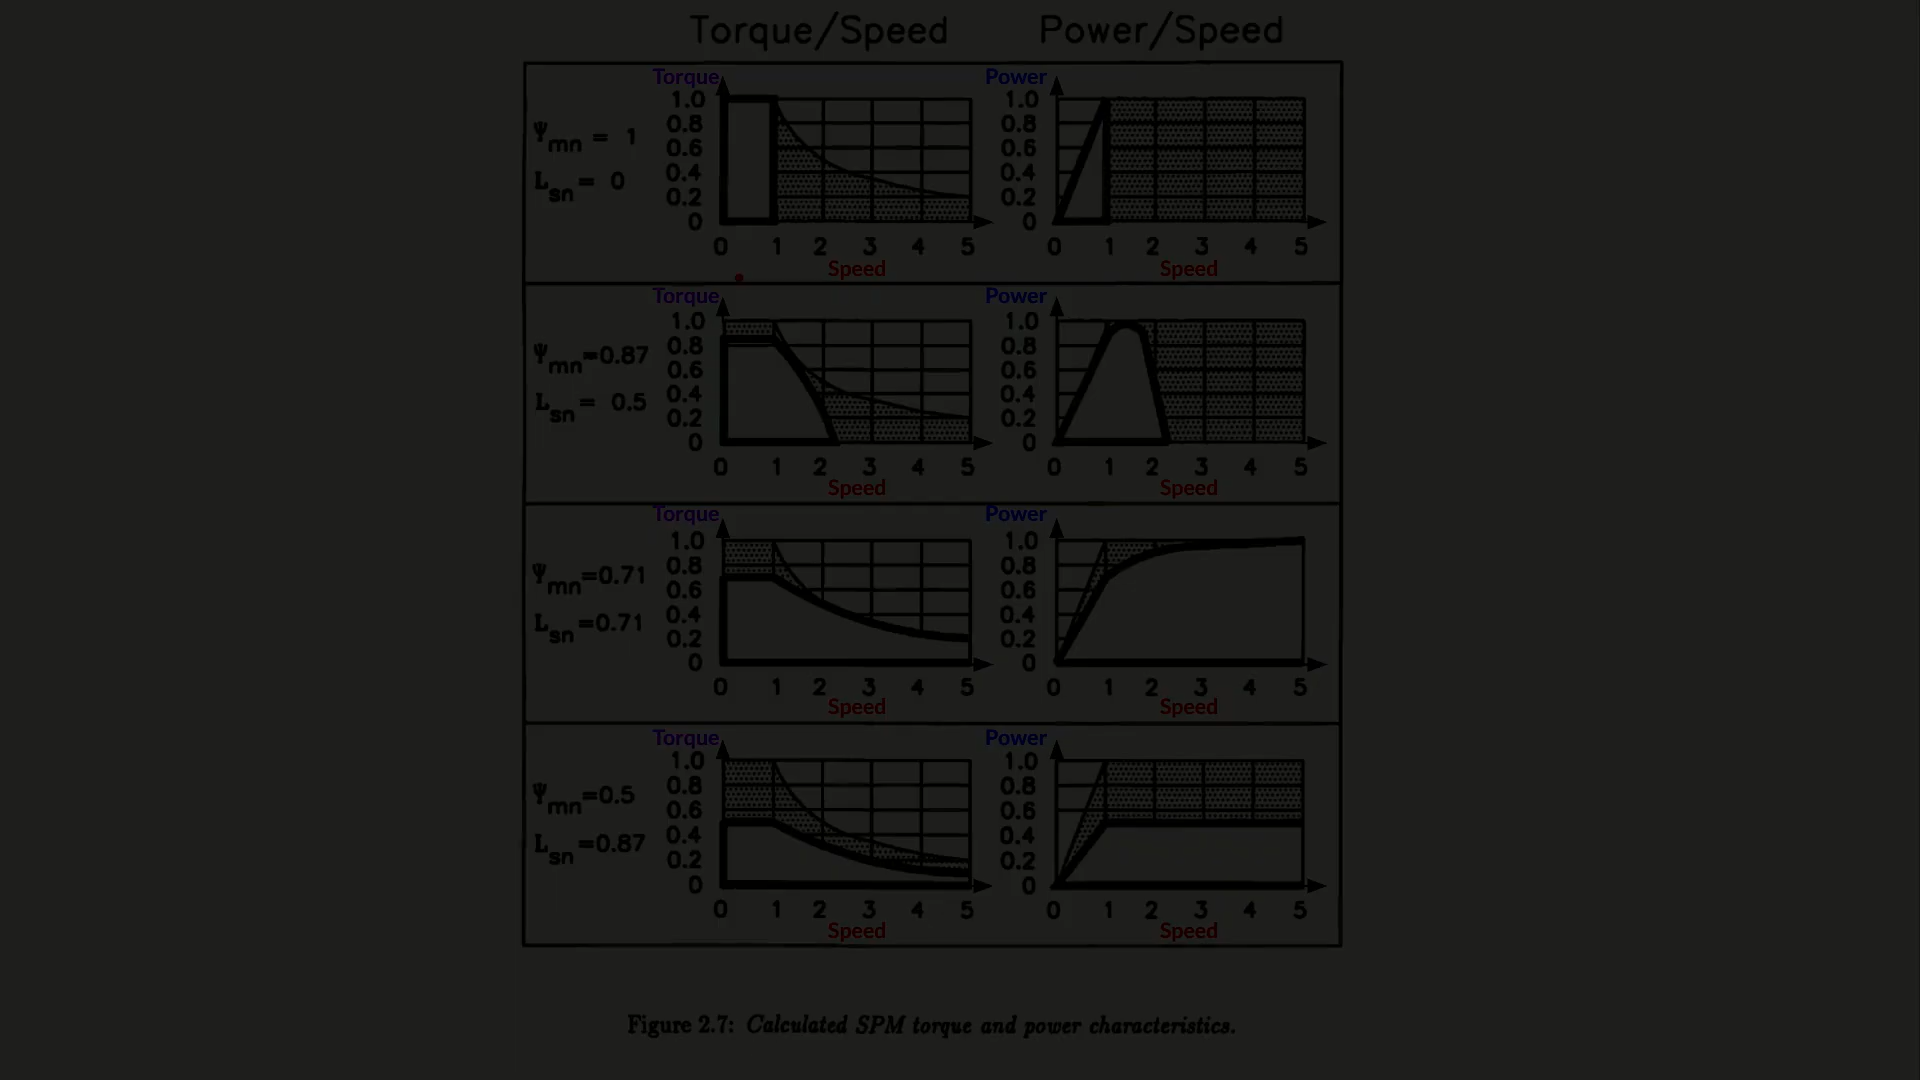 Torque/Speed Power/Speed
Torque Power
1.0 1.0
0.8 0.8
Ψmn = 1 0.6 0.6
0.4 0.4
Lsn = 0 0.2 0.2
0 0
0 1 2 3 4 5 0 1 2 3 4 5
Speed Speed
Torque Power
1.0 1.0
0.8 0.8
Ψmn=0.87 0.6 0.6
0.4 0.4
Lsn = 0.5 0.2 0.2
0 0
0 1 2 3 4 5 0 1 2 3 4 5
Speed Speed
Torque Power
1.0 1.0
0.8 0.8
Ψmn=0.71 0.6 0.6
0.4 0.4
Lsn=0.71 0.2 0.2
0 0
0 1 2 3 4 5 0 1 2 3 4 5
Speed Speed
Torque Power
1.0 1.0
0.8 0.8
Ψmn=0.5 0.6 0.6
0.4 0.4
Lsn=0.87 0.2 0.2
0 0
0 1 2 3 4 5 0 1 2 3 4 5
Speed Speed
Figure 2.7: Calculated SPM torque and power characteristics.